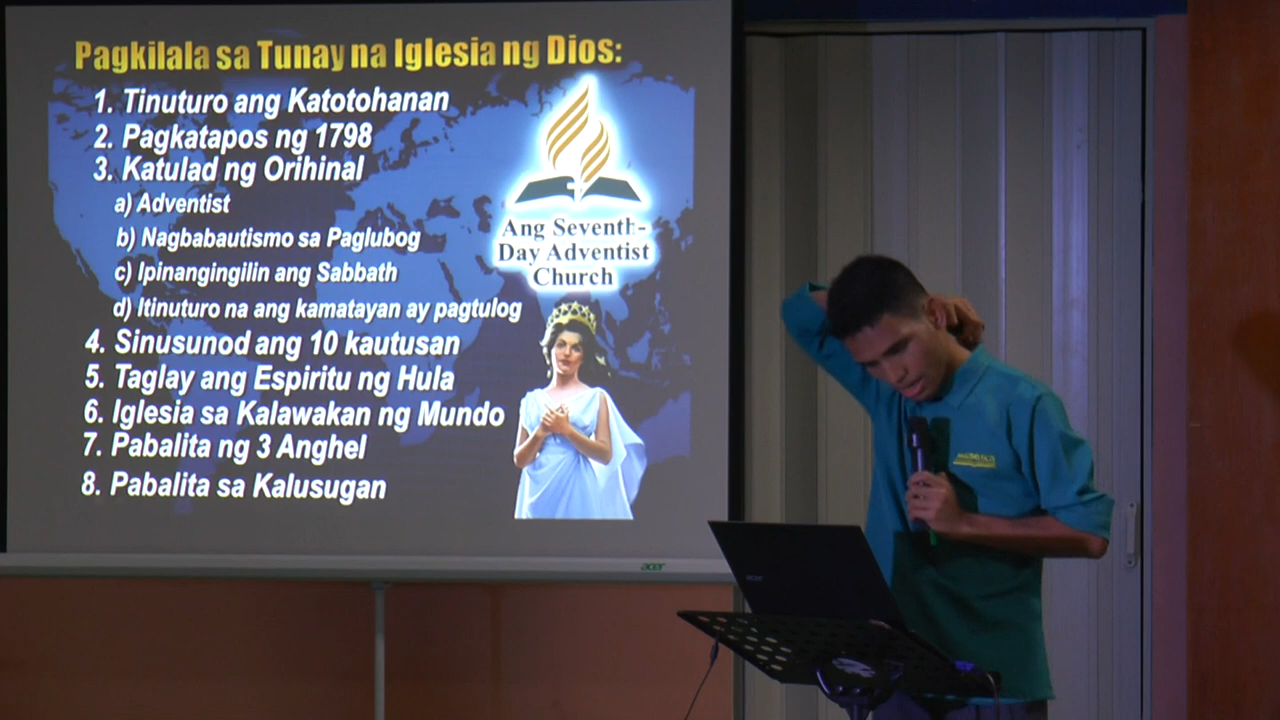 Pagkilala sa Tunay na Iglesia ng Dios:
1. Tinuturo ang Katotohanan
2. Pagkatapos ng 1798
3. Katulad ng Orihinal
a) Adventist
b) Nagbabautismo sa Paglubog
c) Ipinangingilin ang Sabbath
d) Itinuturo na ang kamatayan ay pagtulog
4. Sinusunod ang 10 kautusan
5. Taglay ang Espiritu ng Hula
6. Iglesia sa Kalawakan ng Mundo
7. Pabalita ng 3 Anghel
8. Pabalita sa Kalusugan
Ang Seventh-
Day Adventist
Church
acer
acer